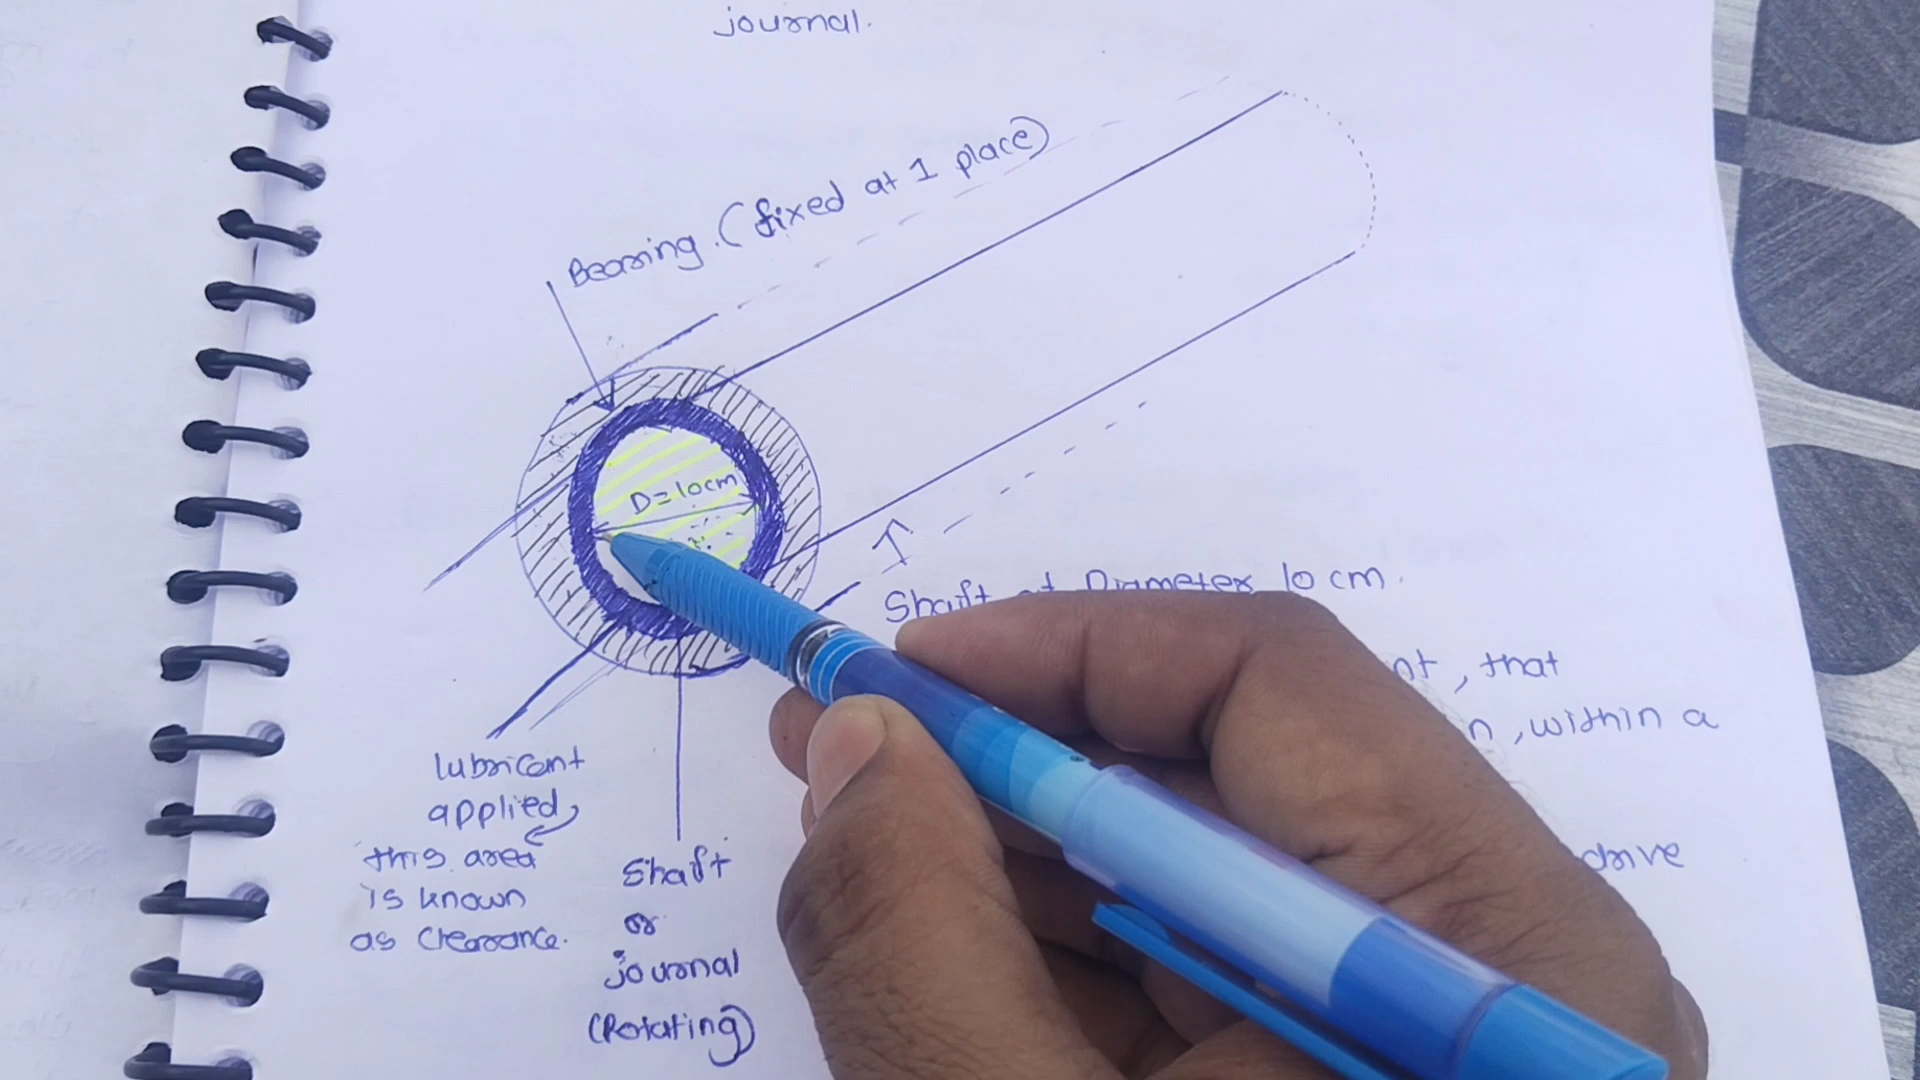 journal.
Bearing. (fixed at 1 place)
D=10cm
Shaft of Diameter 10 cm.
, that
, within a
drive
lubricant
applied
this area
is known
as Clearance.
Shaft
or
journal
(Rotating)